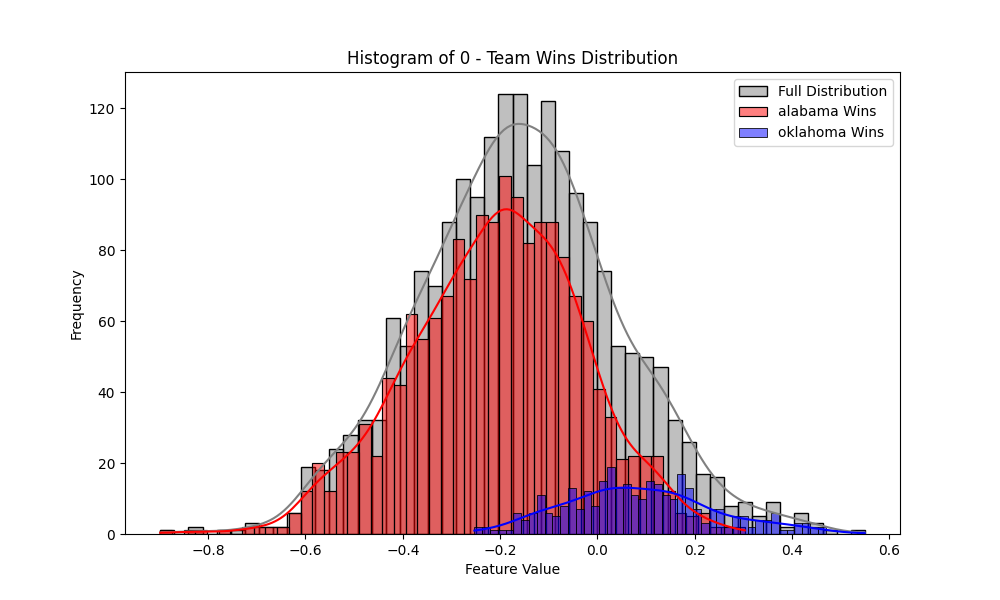 Histogram of 0 - Team Wins Distribution
Full Distribution
alabama Wins
oklahoma Wins
Frequency
120
100
80
60
40
20
0
−0.8 −0.6 −0.4 −0.2 0.0 0.2 0.4 0.6
Feature Value